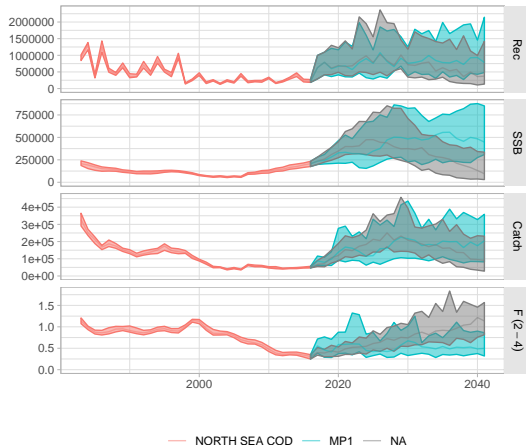 2000000
1500000
1000000
500000
0
Rec
750000
500000
250000
0
SSB
4e+05
3e+05
2e+05
1e+05
0e+00
Catch
1.5
1.0
0.5
0.0
F (2 − 4)
2000 2020 2040
NORTH SEA COD MP1 NA